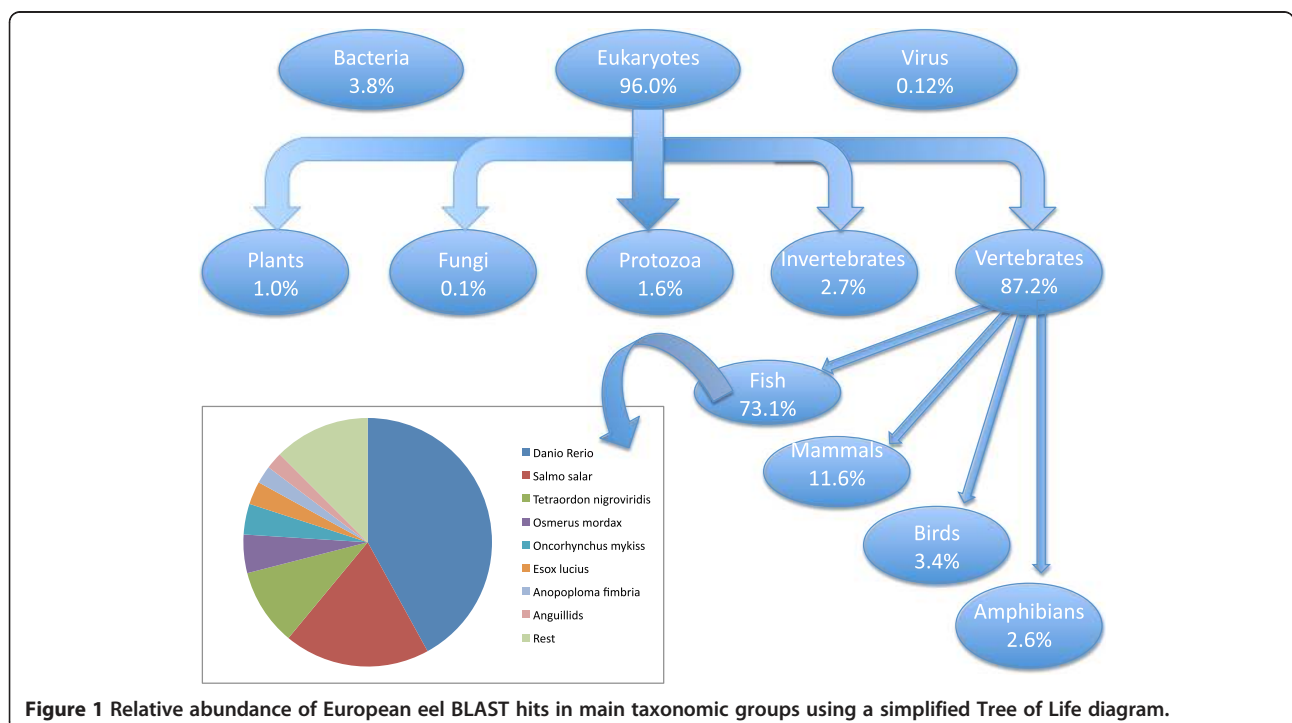 Bacteria
3.8%
Eukaryotes
96.0%
Virus
0.12%
Plants
1.0%
Fungi
0.1%
Protozoa
1.6%
Invertebrates
2.7%
Vertebrates
87.2%
Fish
73.1%
Mammals
11.6%
Birds
3.4%
Amphibians
2.6%
Danio Rerio
Salmo salar
Tetraordon nigroviridis
Osmerus mordax
Oncorhynchus mykiss
Esox lucius
Anopoploma fimbria
Anguillids
Rest
Figure 1 Relative abundance of European eel BLAST hits in main taxonomic groups using a simplified Tree of Life diagram.